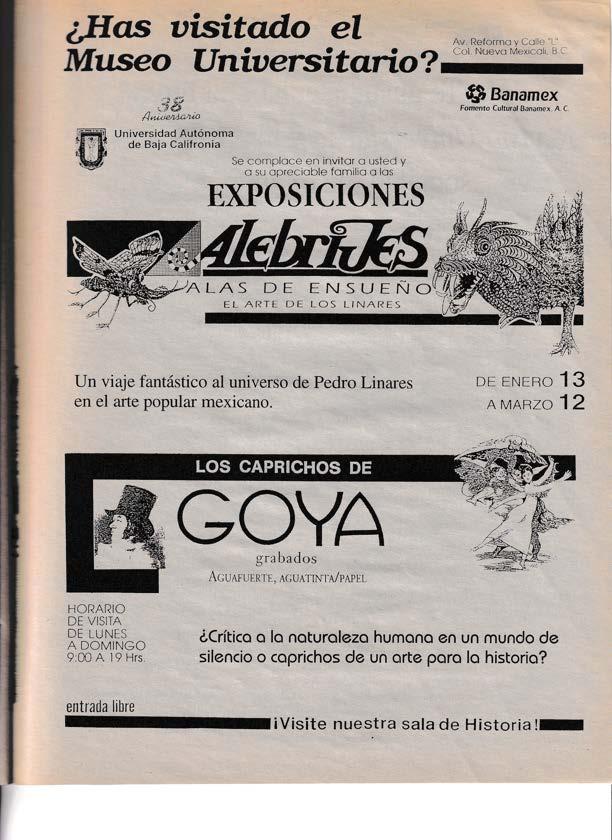 ¿Has visitado el
Museo Universitario?
Av. Reforma y Calle "L"
Col. Nueva Mexicali, B.C.
Banamex
Fomento Cultural Banamex, A. C.
38
Aniversario
Universidad Autónoma
de Baja Califronia
Se complace en invitar a usted y
a su apreciable familia a las
EXPOSICIONES
ALEBRIJES
ALAS DE ENSUEÑO
EL ARTE DE LOS LINARES
Un viaje fantástico al universo de Pedro Linares
en el arte popular mexicano.
DE ENERO 13
A MARZO 12
LOS CAPRICHOS DE
GOYA
grabados
AGUAFUERTE, AGUATINTA/PAPEL
HORARIO
DE VISITA
DE LUNES
A DOMINGO
9:00 A 19 Hrs.
¿Crítica a la naturaleza humana en un mundo de
silencio o caprichos de un arte para la historia?
entrada libre
¡Visite nuestra sala de Historia!